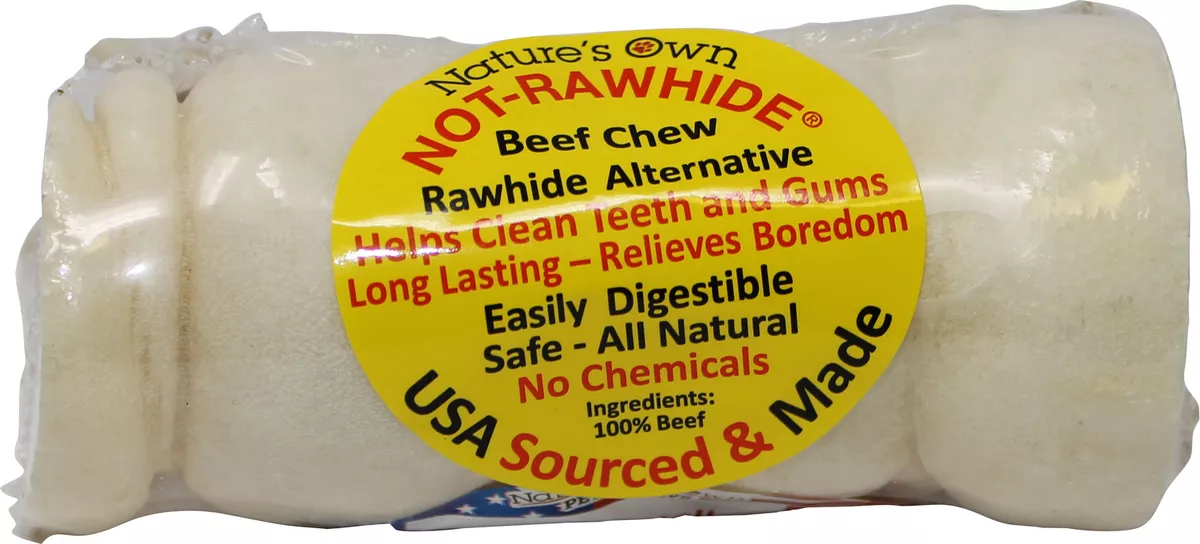 Nature's Own
NOT-RAWHIDE®
Beef Chew
Rawhide Alternative
Helps Clean Teeth and Gums
Long Lasting – Relieves Boredom
Easily Digestible
Safe - All Natural
No Chemicals
Ingredients:
100% Beef
USA Sourced & Made